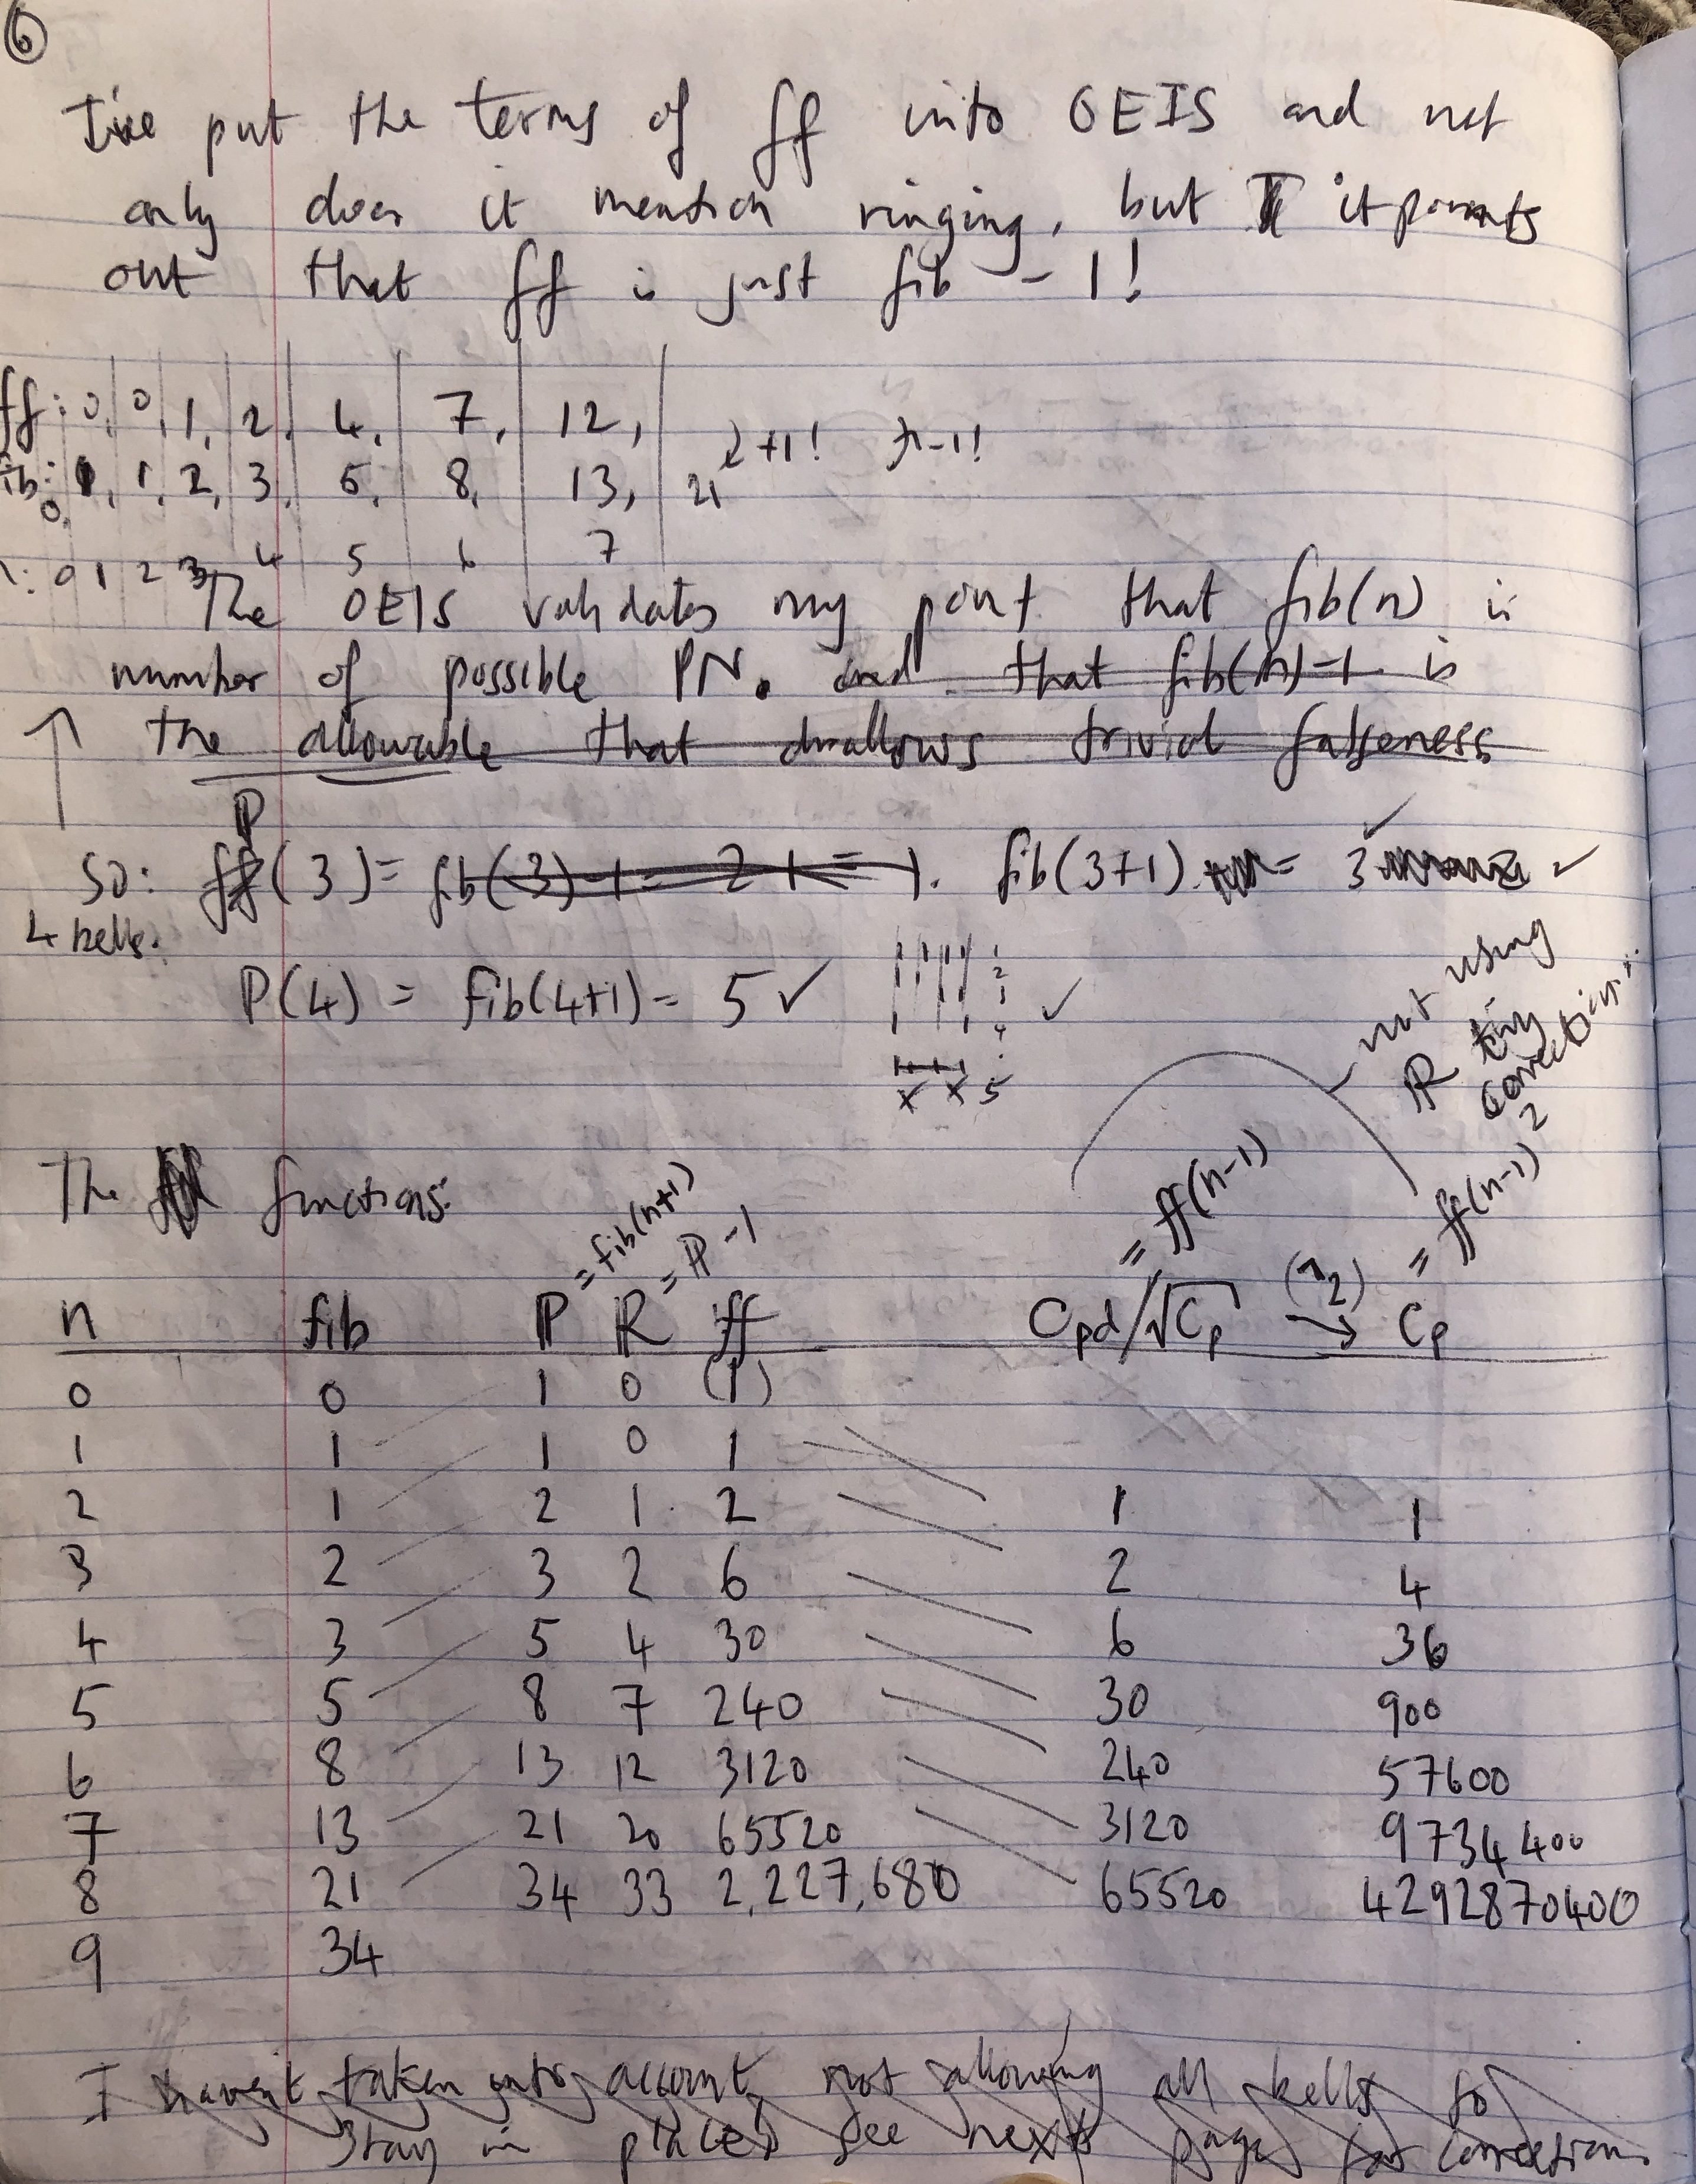 6
I've put the terms of ff into OEIS and not
only does it mention ringing, but it points
out that ff is just fib - 1!
ff: 0, 0, 1, 2, 4, 7, 12,
↙+1! ↗-1!
fib: 0, 1, 1, 2, 3, 5, 8, 13, 21
n: 0 1 2 3 4 5 6 7
The OEIS validates my point that fib(n) is
number of possible PN. and that fib(n)-1 is
the allowable that disallows trivial falseness
so: P(3) = fib(3)-1 = 2-1 = 1. fib(3+1) = 3 ✓
4 bells.
P(4) = fib(4+1) = 5 ✓
1
2
3
4
x x 5 ✓
not using
R tiny
correction...
The functions:
=fib(n+1) =P-1 =ff(n-1) =ff(n-1)²
n fib P R ff Cpd/√Cp (^2)→ Cp
0 0 1 0 (1)
1 1 1 0 1
2 1 2 1 2 1 1
3 2 3 2 6 2 4
4 3 5 4 30 6 36
5 5 8 7 240 30 900
6 8 13 12 3120 240 57600
7 13 21 20 65520 3120 9734400
8 21 34 33 2,227,680 65520 4292870400
9 34
I haven't taken into account not allowing all bells to
stay in place! See next page for correction.